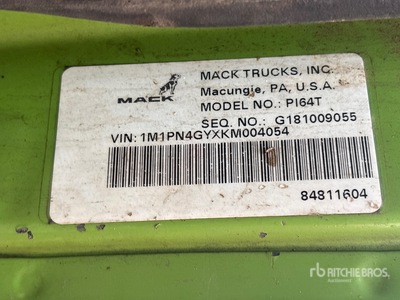 MACK
MACK TRUCKS, INC.
Macungie, PA, U.S.A.
MODEL NO.: PI64T
SEQ. NO.: G181009055
VIN: 1M1PN4GYXKM004054
84811604
rb RITCHIE BROS.